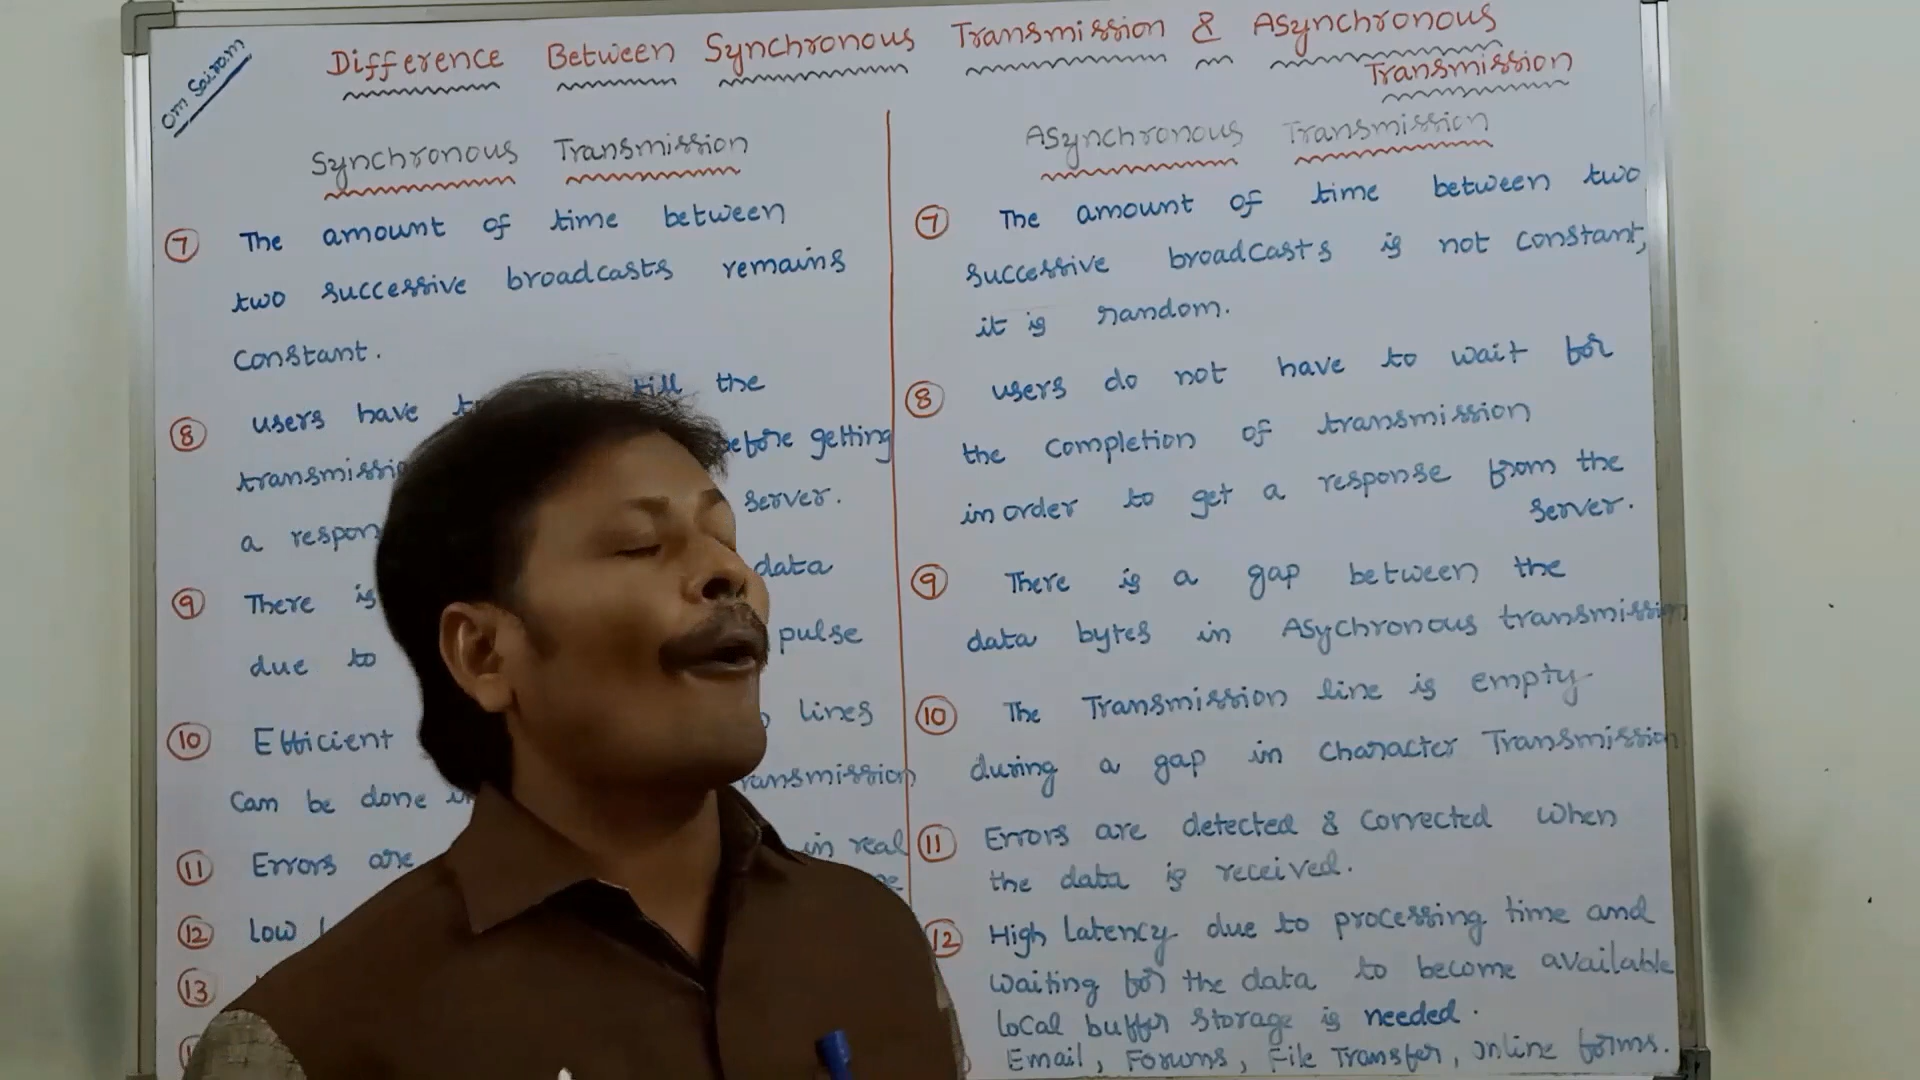 Om Sairam
Difference Between Synchronous Transmission & Asynchronous
Transmission
Synchronous Transmission
7 The amount of time between
two successive broadcasts remains
constant.
8 users have till the
before getting
a server.
9 There is data
due to pulse
10 Efficient lines
Can be done in Transmission
11 Errors are in real
12 Low
13
Asynchronous Transmission
7 The amount of time between two
successive broadcasts is not constant,
it is random.
8 users do not have to wait for
the completion of transmission
in order to get a response from the
server.
9 There is a gap between the
data bytes in Asychronous transmission
10 The Transmission line is empty
during a gap in character Transmission
11 Errors are detected & corrected when
the data is received.
12 High Latency due to processing time and
waiting for the data to become available
local buffer storage is needed.
Email, Forums, File Transfer, online forms.